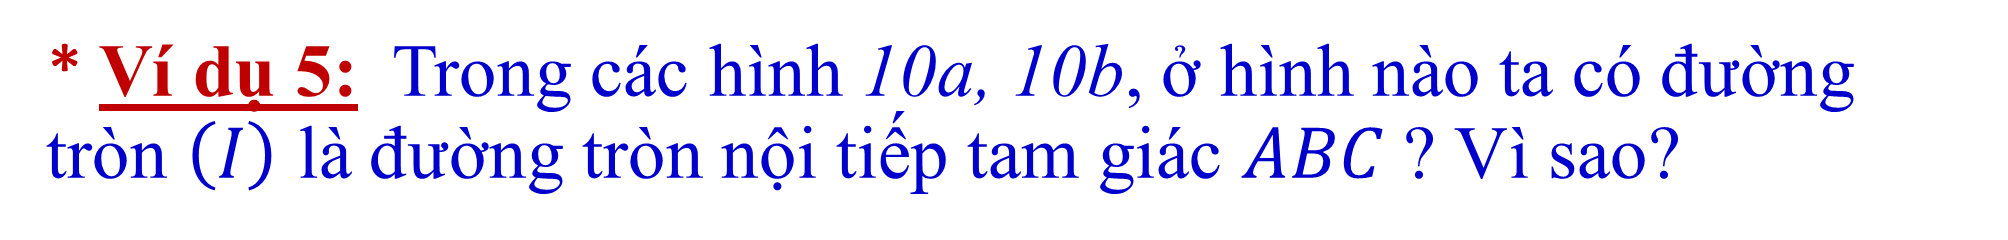 * Ví dụ 5: Trong các hình 10a, 10b, ở hình nào ta có đường
tròn (I) là đường tròn nội tiếp tam giác ABC ? Vì sao?